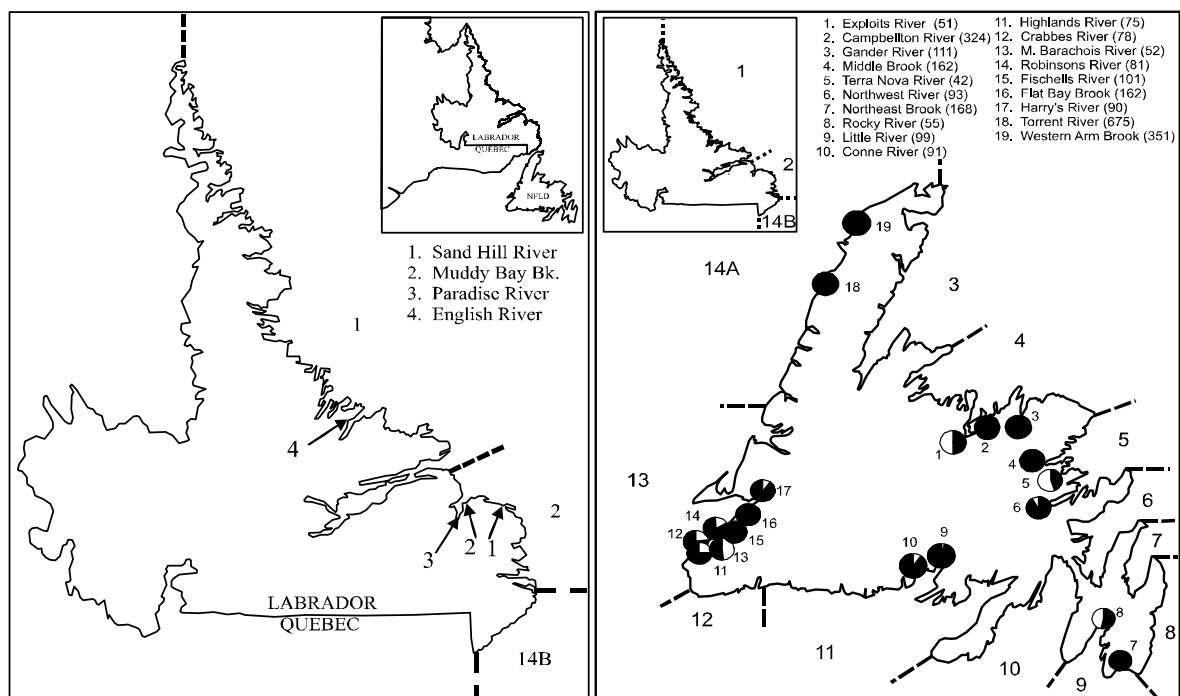 LABRADOR
QUEBEC
NFLD
1. Sand Hill River
2. Muddy Bay Bk.
3. Paradise River
4. English River
1
4
2
3
2
1
LABRADOR
QUEBEC
14B
1
2
14B
14A
1. Exploits River (51)
2. Campbellton River (324)
3. Gander River (111)
4. Middle Brook (162)
5. Terra Nova River (42)
6. Northwest River (93)
7. Northeast Brook (168)
8. Rocky River (55)
9. Little River (99)
10. Conne River (91)
11. Highlands River (75)
12. Crabbes River (78)
13. M. Barachois River (52)
14. Robinsons River (81)
15. Fischells River (101)
16. Flat Bay Brook (162)
17. Harry's River (90)
18. Torrent River (675)
19. Western Arm Brook (351)
19
18
3
4
3
2
1
5
4
5
13
17
6
6
16
14
15
12
13
11
9
10
7
12
8
8
11
7
10
9